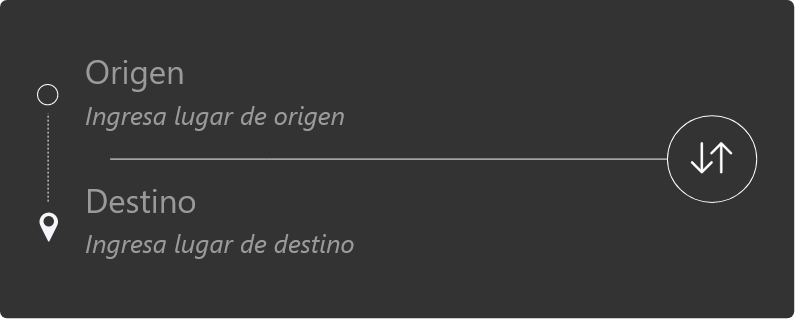 Origen
Ingresa lugar de origen
Destino
Ingresa lugar de destino